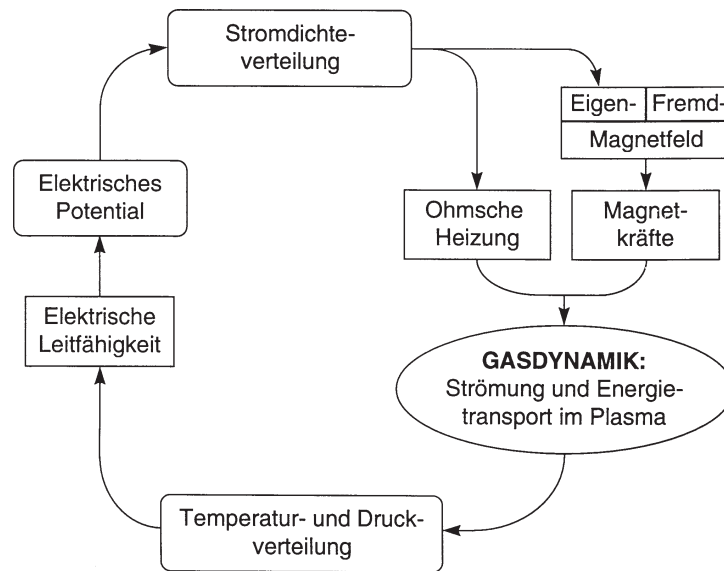 Stromdichte-
verteilung
Eigen- Fremd-
Magnetfeld
Elektrisches
Potential
Ohmsche
Heizung
Magnet-
kräfte
Elektrische
Leitfähigkeit
GASDYNAMIK:
Strömung und Energie-
transport im Plasma
Temperatur- und Druck-
verteilung